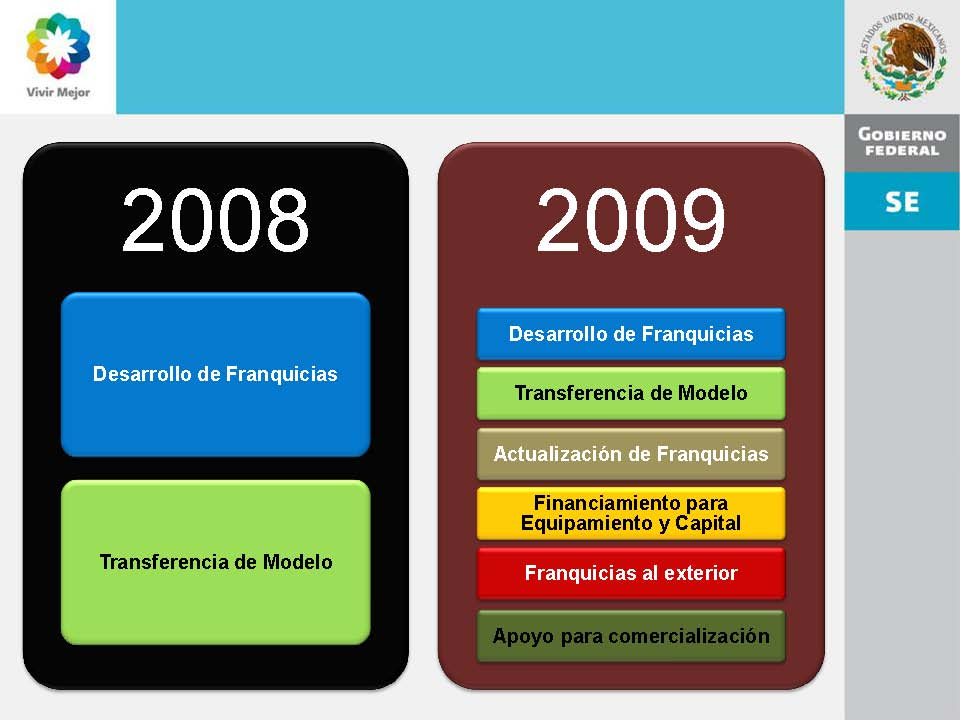 Vivir Mejor
ESTADOS UNIDOS MEXICANOS
GOBIERNO
FEDERAL
SE
2008
Desarrollo de Franquicias
Transferencia de Modelo
2009
Desarrollo de Franquicias
Transferencia de Modelo
Actualización de Franquicias
Financiamiento para
Equipamiento y Capital
Franquicias al exterior
Apoyo para comercialización